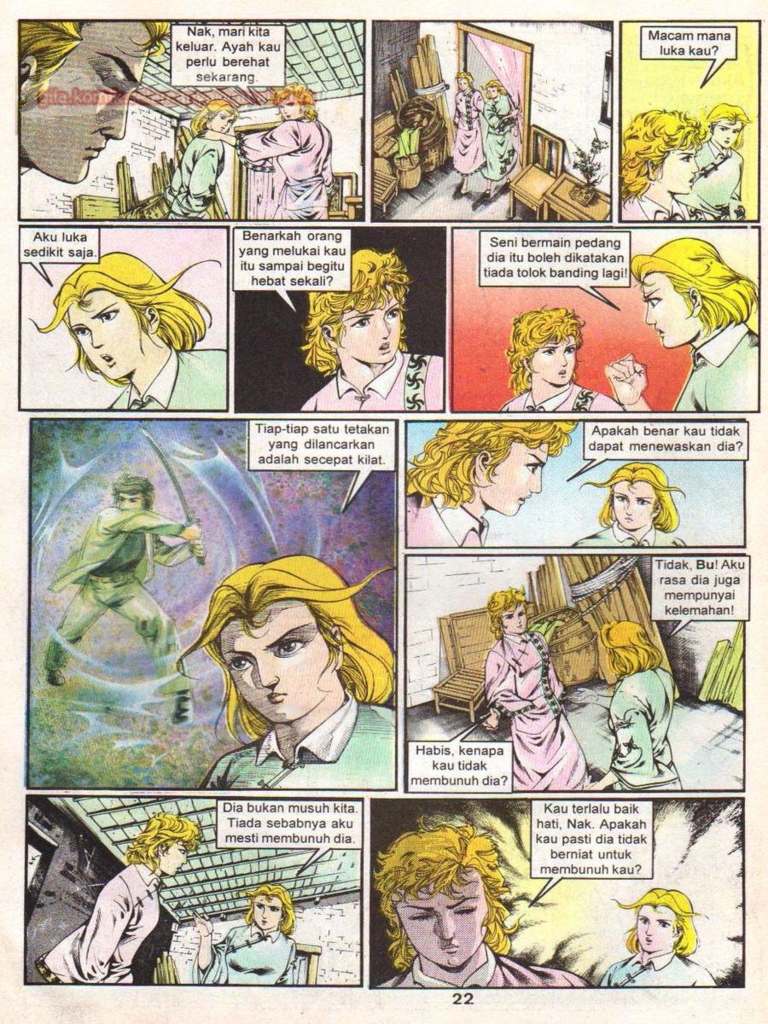 Nak, mari kita
keluar. Ayah kau
perlu berehat
sekarang.
Macam mana
luka kau?
Aku luka
sedikit saja.
Benarkah orang
yang melukai kau
itu sampai begitu
hebat sekali?
Seni bermain pedang
dia itu boleh dikatakan
tiada tolok banding lagi!
Tiap-tiap satu tetakan
yang dilancarkan
adalah secepat kilat.
Apakah benar kau tidak
dapat menewaskan dia?
Tidak, Bu! Aku
rasa dia juga
mempunyai
kelemahan!
Habis, kenapa
kau tidak
membunuh dia?
Dia bukan musuh kita.
Tiada sebabnya aku
mesti membunuh dia.
Kau terlalu baik
hati, Nak. Apakah
kau pasti dia tidak
berniat untuk
membunuh kau?
22